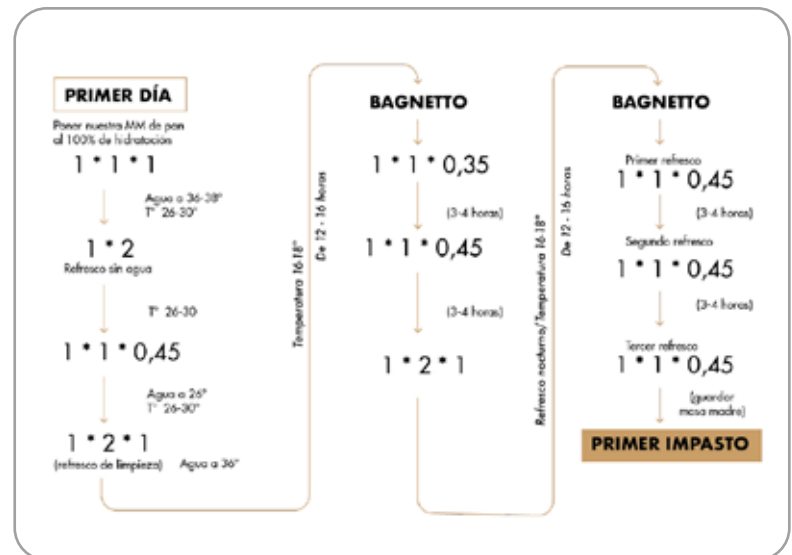 PRIMER DÍA
Poner nuestra MM de pan
al 100% de hidratación
1 * 1 * 1
Agua a 36-38°
T° 26-30°
1 * 2
Refresco sin agua
T° 26-30
1 * 1 * 0,45
Agua a 26°
T° 26-30°
1 * 2 * 1
(refresco de limpieza)
Agua a 36°
Temperatura 16-18°
De 12 - 16 horas
BAGNETTO
1 * 1 * 0,35
(3-4 horas)
1 * 1 * 0,45
(3-4 horas)
1 * 2 * 1
Refresco nocturno/Temperatura 16-18°
De 12 - 16 horas
BAGNETTO
Primer refresco
1 * 1 * 0,45
(3-4 horas)
Segundo refresco
1 * 1 * 0,45
(3-4 horas)
Tercer refresco
1 * 1 * 0,45
(guardar
masa madre)
PRIMER IMPASTO